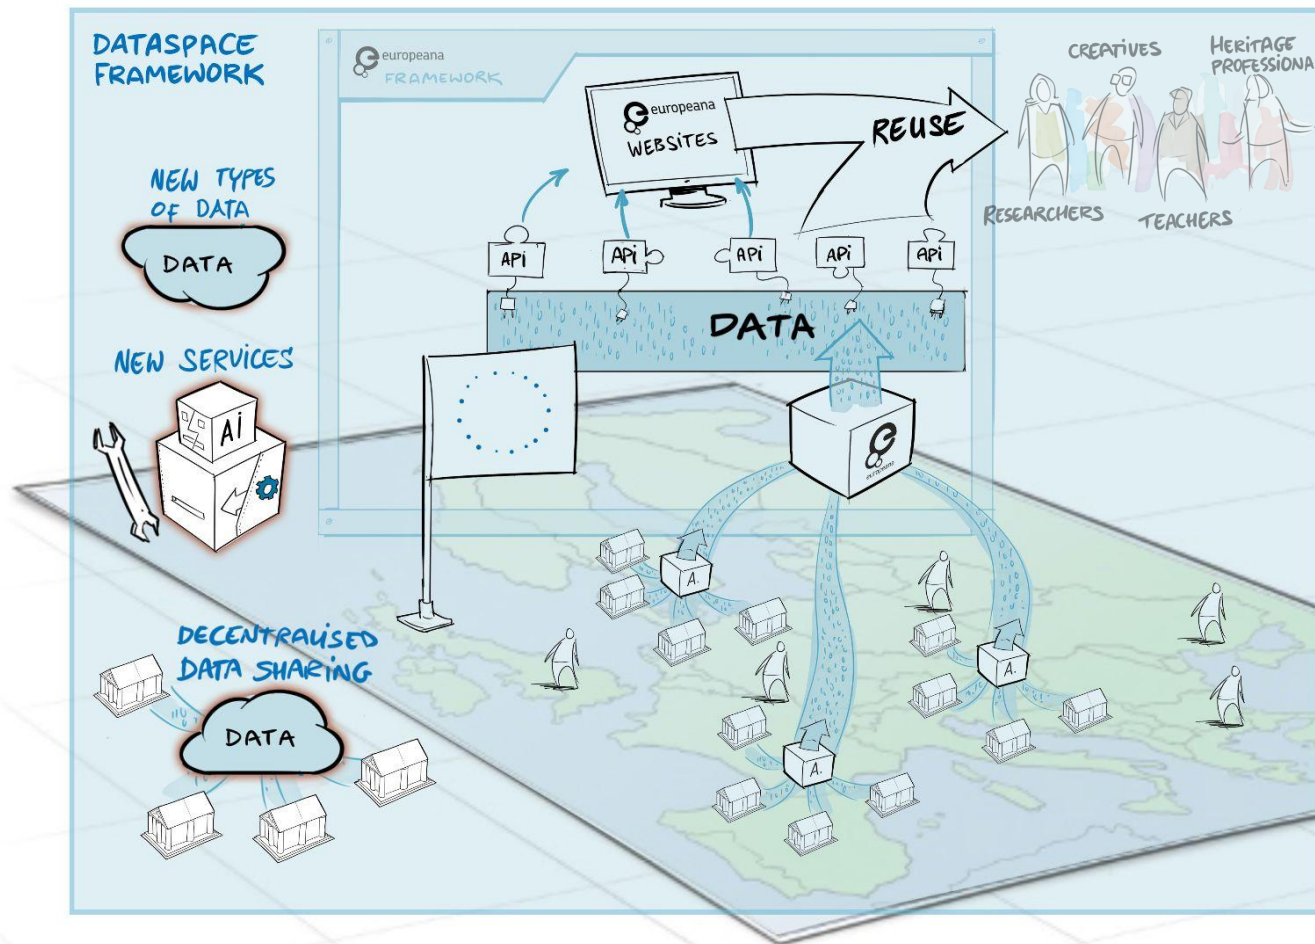 DATASPACE
FRAMEWORK
europeana
FRAMEWORK
europeana
WEBSITES
REUSE
CREATIVES
HERITAGE
PROFESSIONA
RESEARCHERS
TEACHERS
NEW TYPES
OF DATA
DATA
API
API
API
API
API
DATA
NEW SERVICES
AI
europeana
A.
A.
A.
DECENTRALISED
DATA SHARING
DATA